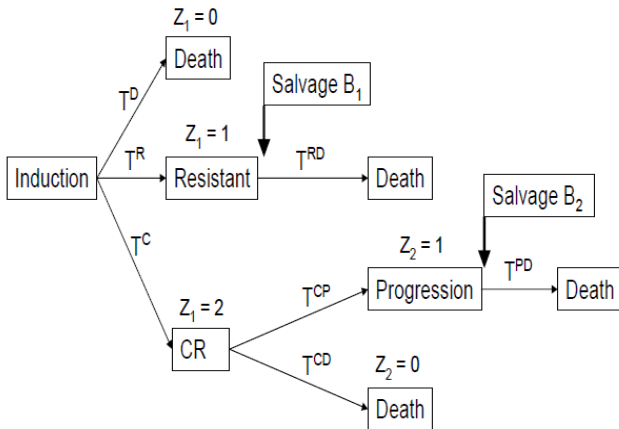 Z₁ = 0
Death
Salvage B₁
Tᴰ
Z₁ = 1
Induction
Tᴿ
Resistant
Tᴿᴰ
Death
Salvage B₂
Tꟲ
Z₂ = 1
Tꟲᴾ
Progression
Tᴾᴰ
Death
Z₁ = 2
CR
Tꟲᴰ
Z₂ = 0
Death